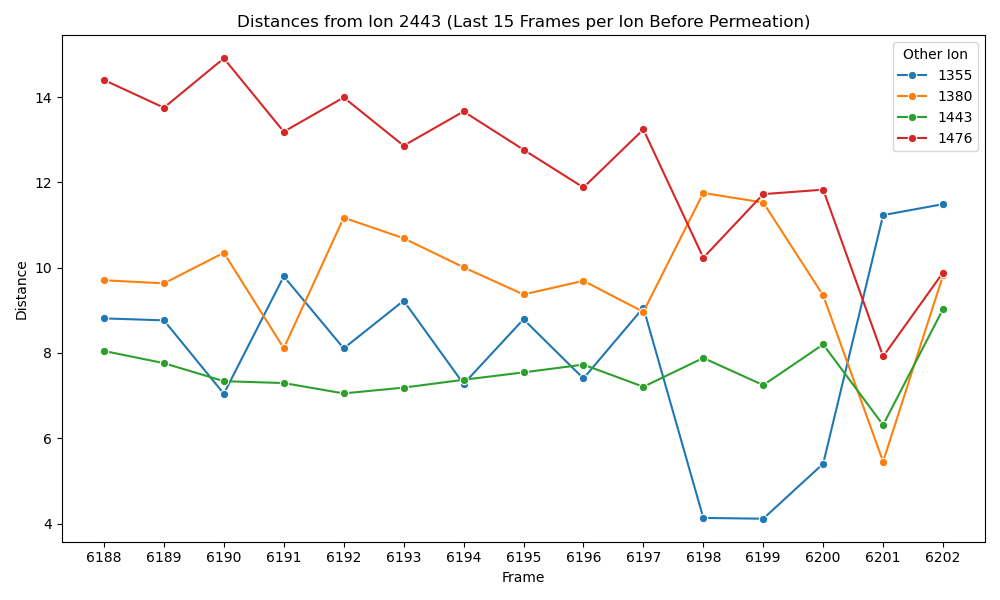 Distances from Ion 2443 (Last 15 Frames per Ion Before Permeation)
Other Ion
1355
1380
1443
1476
Distance
14
12
10
8
6
4
6188 6189 6190 6191 6192 6193 6194 6195 6196 6197 6198 6199 6200 6201 6202
Frame